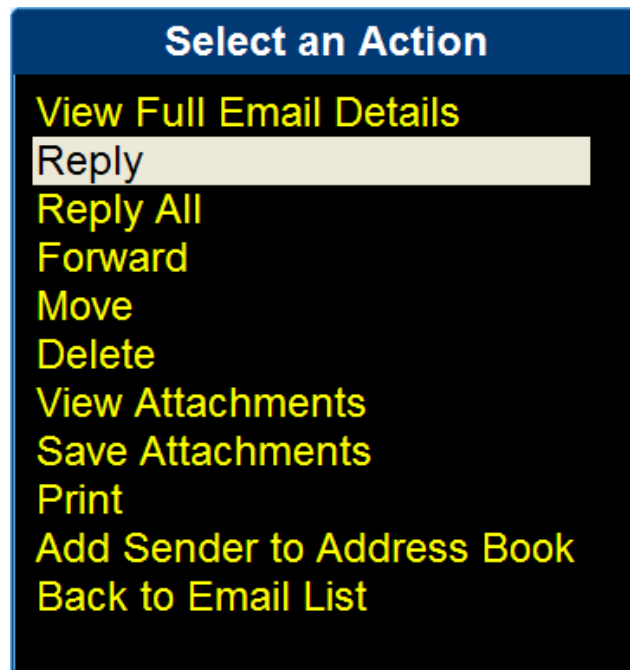 Select an Action
View Full Email Details
Reply
Reply All
Forward
Move
Delete
View Attachments
Save Attachments
Print
Add Sender to Address Book
Back to Email List